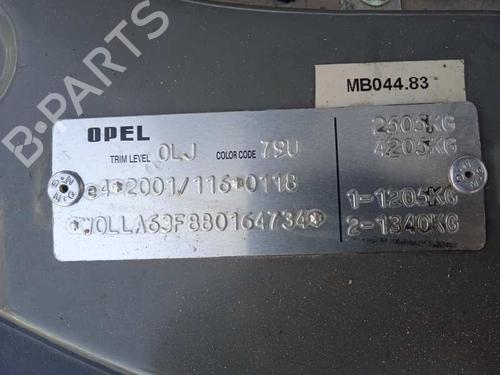 MB044.83
OPEL
TRIM LEVEL 0LJ COLOR CODE 79U
e4*2001/116*0118
*W0LLA63F880164734*
2505KG
4205KG
1-1205KG
2-1340KG
B-PARTS